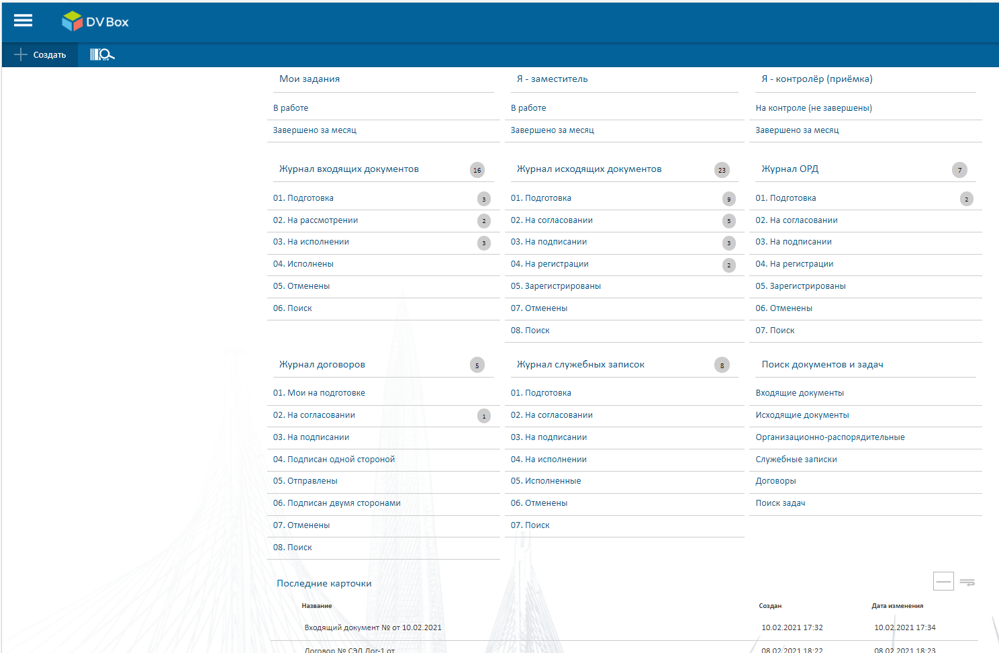 DVBox
Создать
Мои задания
В работе
Завершено за месяц
Я - заместитель
В работе
Завершено за месяц
Я - контролёр (приёмка)
На контроле (не завершены)
Завершено за месяц
Журнал входящих документов 16
01. Подготовка 3
02. На рассмотрении 2
03. На исполнении 3
04. Исполнены
05. Отменены
06. Поиск
Журнал исходящих документов 23
01. Подготовка 9
02. На согласовании 5
03. На подписании 3
04. На регистрации 2
05. Зарегистрированы
07. Отменены
08. Поиск
Журнал ОРД 7
01. Подготовка 2
02. На согласовании
03. На подписании
04. На регистрации
05. Зарегистрированы
06. Отменены
07. Поиск
Журнал договоров 5
01. Мои на подготовке
02. На согласовании 1
03. На подписании
04. Подписан одной стороной
05. Отправлены
06. Подписан двумя сторонами
07. Отменены
08. Поиск
Журнал служебных записок 8
01. Подготовка
02. На согласовании
03. На подписании
04. На исполнении
05. Исполненные
06. Отменены
07. Поиск
Поиск документов и задач
Входящие документы
Исходящие документы
Организационно-распорядительные
Служебные записки
Договоры
Поиск задач
Последние карточки
Название Создан Дата изменения
Входящий документ № от 10.02.2021 10.02.2021 17:32 10.02.2021 17:34
Договор № СЭД Дог-1 от 08.02.2021 18:22 08.02.2021 18:23